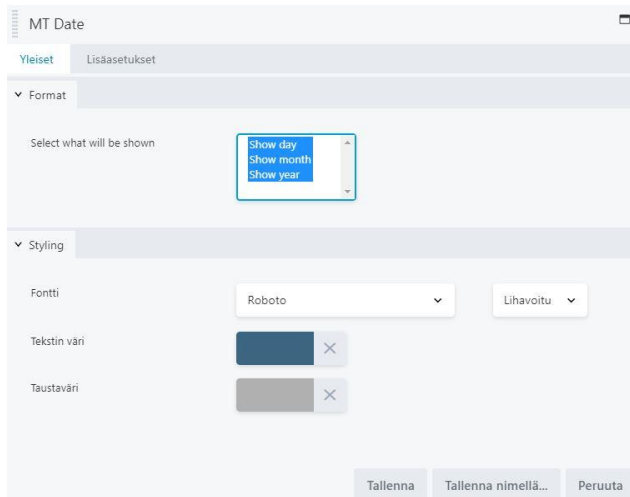 MT Date
Yleiset Lisäasetukset
Format
Select what will be shown
Show day
Show month
Show year
Styling
Fontti Roboto Lihavoitu
Tekstin väri
Taustaväri
Tallenna Tallenna nimellä... Peruuta